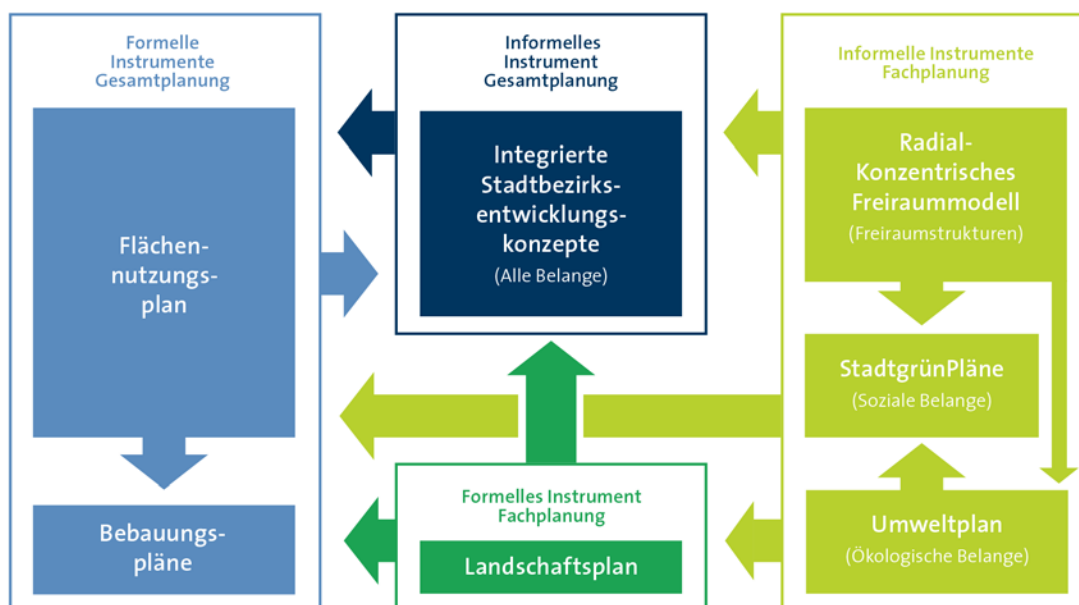 Formelle
Instrumente
Gesamtplanung
Flächen-
nutzungs-
plan
Bebauungs-
pläne
Informelles
Instrument
Gesamtplanung
Integrierte
Stadtbezirks-
entwicklungs-
konzepte
(Alle Belange)
Formelles Instrument
Fachplanung
Landschaftsplan
Informelle Instrumente
Fachplanung
Radial-
Konzentrisches
Freiraummodell
(Freiraumstrukturen)
StadtgrünPläne
(Soziale Belange)
Umweltplan
(Ökologische Belange)